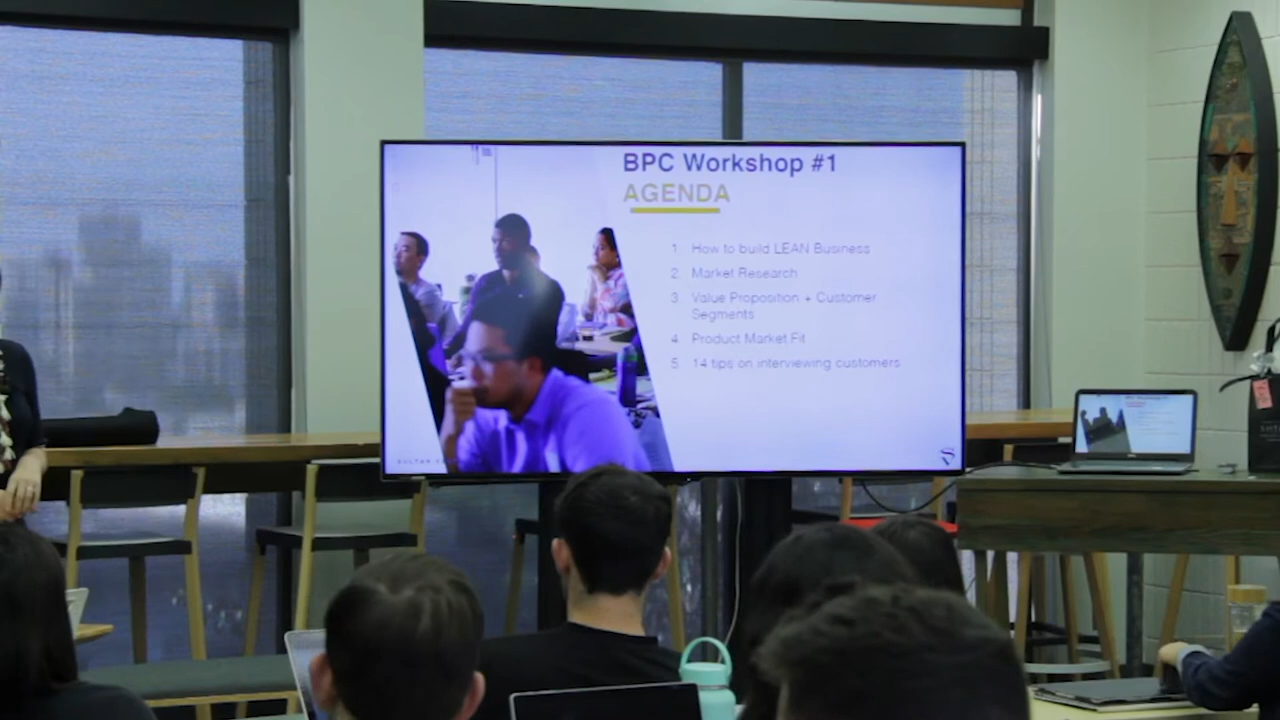 BPC Workshop #1
AGENDA
1. How to build LEAN Business
2. Market Research
3. Value Proposition + Customer
Segments
4. Product Market Fit
5. 14 tips on interviewing customers